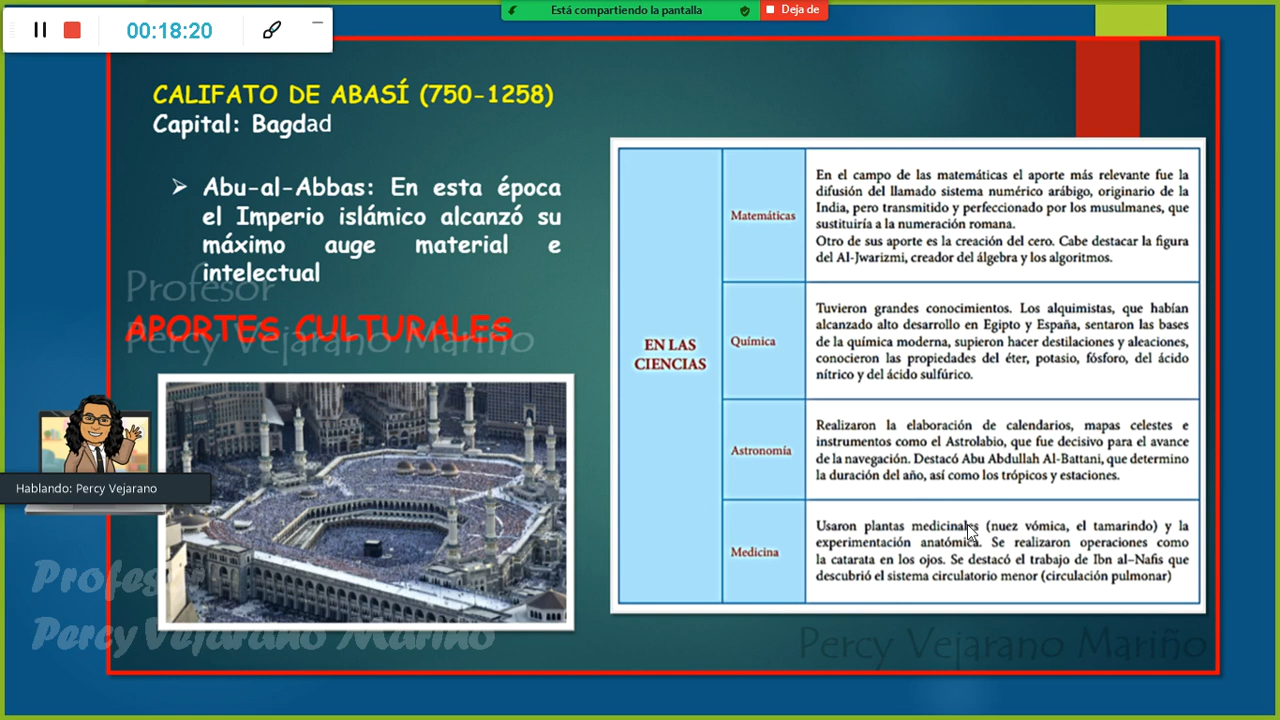 Está compartiendo la pantalla
Deja de
00:18:20
CALIFATO DE ABASÍ (750-1258)
Capital: Bagdad
Abu-al-Abbas: En esta época
el Imperio islámico alcanzó su
máximo auge material e
intelectual
Profesor
APORTES CULTURALES
Percy Vejarano Mariño
Hablando: Percy Vejarano
Profesor
Percy Vejarano Mariño
EN LAS
CIENCIAS
Matemáticas
En el campo de las matemáticas el aporte más relevante fue la
difusión del llamado sistema numérico arábigo, originario de la
India, pero transmitido y perfeccionado por los musulmanes, que
sustituiría a la numeración romana.
Otro de sus aporte es la creación del cero. Cabe destacar la figura
del Al-Jwarizmi, creador del álgebra y los algoritmos.
Química
Tuvieron grandes conocimientos. Los alquimistas, que habían
alcanzado alto desarrollo en Egipto y España, sentaron las bases
de la química moderna, supieron hacer destilaciones y aleaciones,
conocieron las propiedades del éter, potasio, fósforo, del ácido
nítrico y del ácido sulfúrico.
Astronomía
Realizaron la elaboración de calendarios, mapas celestes e
instrumentos como el Astrolabio, que fue decisivo para el avance
de la navegación. Destacó Abu Abdullah Al-Battani, que determino
la duración del año, así como los trópicos y estaciones.
Medicina
Usaron plantas medicinales (nuez vómica, el tamarindo) y la
experimentación anatómica. Se realizaron operaciones como
la catarata en los ojos. Se destacó el trabajo de Ibn al–Nafis que
descubrió el sistema circulatorio menor (circulación pulmonar)
Percy Vejarano Mariño